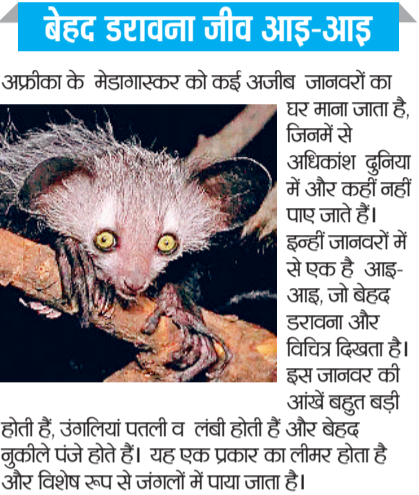 बेहद डरावना जीव आइ-आइ
अफ्रीका के मेडागास्कर को कई अजीब जानवरों का
घर माना जाता है,
जिनमें से
अधिकांश दुनिया
में और कहीं नहीं
पाए जाते हैं।
इन्हीं जानवरों में
से एक है आइ-
आइ, जो बेहद
डरावना और
विचित्र दिखता है।
इस जानवर की
आंखें बहुत बड़ी
होती हैं, उंगलियां पतली व लंबी होती हैं और बेहद
नुकीले पंजे होते हैं। यह एक प्रकार का लीमर होता है
और विशेष रूप से जंगलों में पाया जाता है।